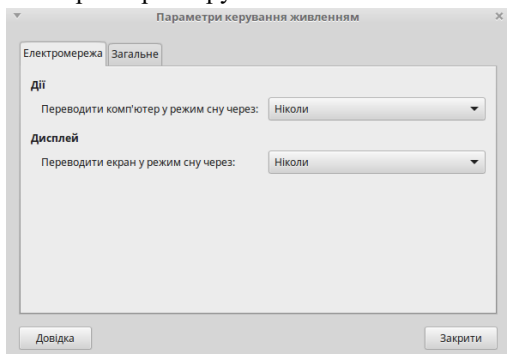 Параметри керування живленням
Електромережа Загальне
Дії
Переводити комп'ютер у режим сну через: Ніколи
Дисплей
Переводити екран у режим сну через: Ніколи
Довідка Закрити